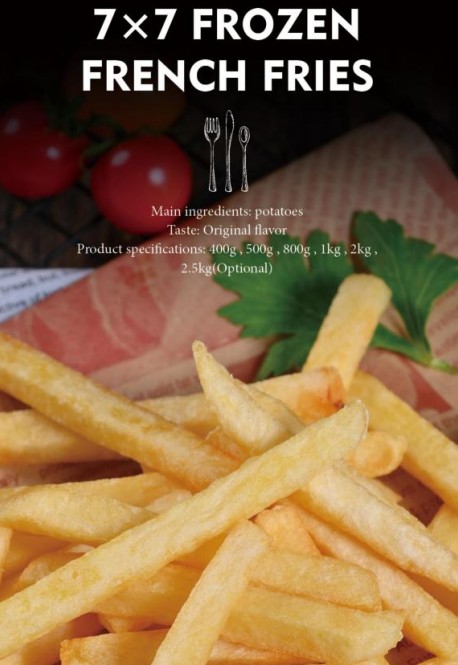 7×7 FROZEN
FRENCH FRIES
Main ingredients: potatoes
Taste: Original flavor
Product specifications: 400g , 500g , 800g , 1kg , 2kg ,
2.5kg(Optional)